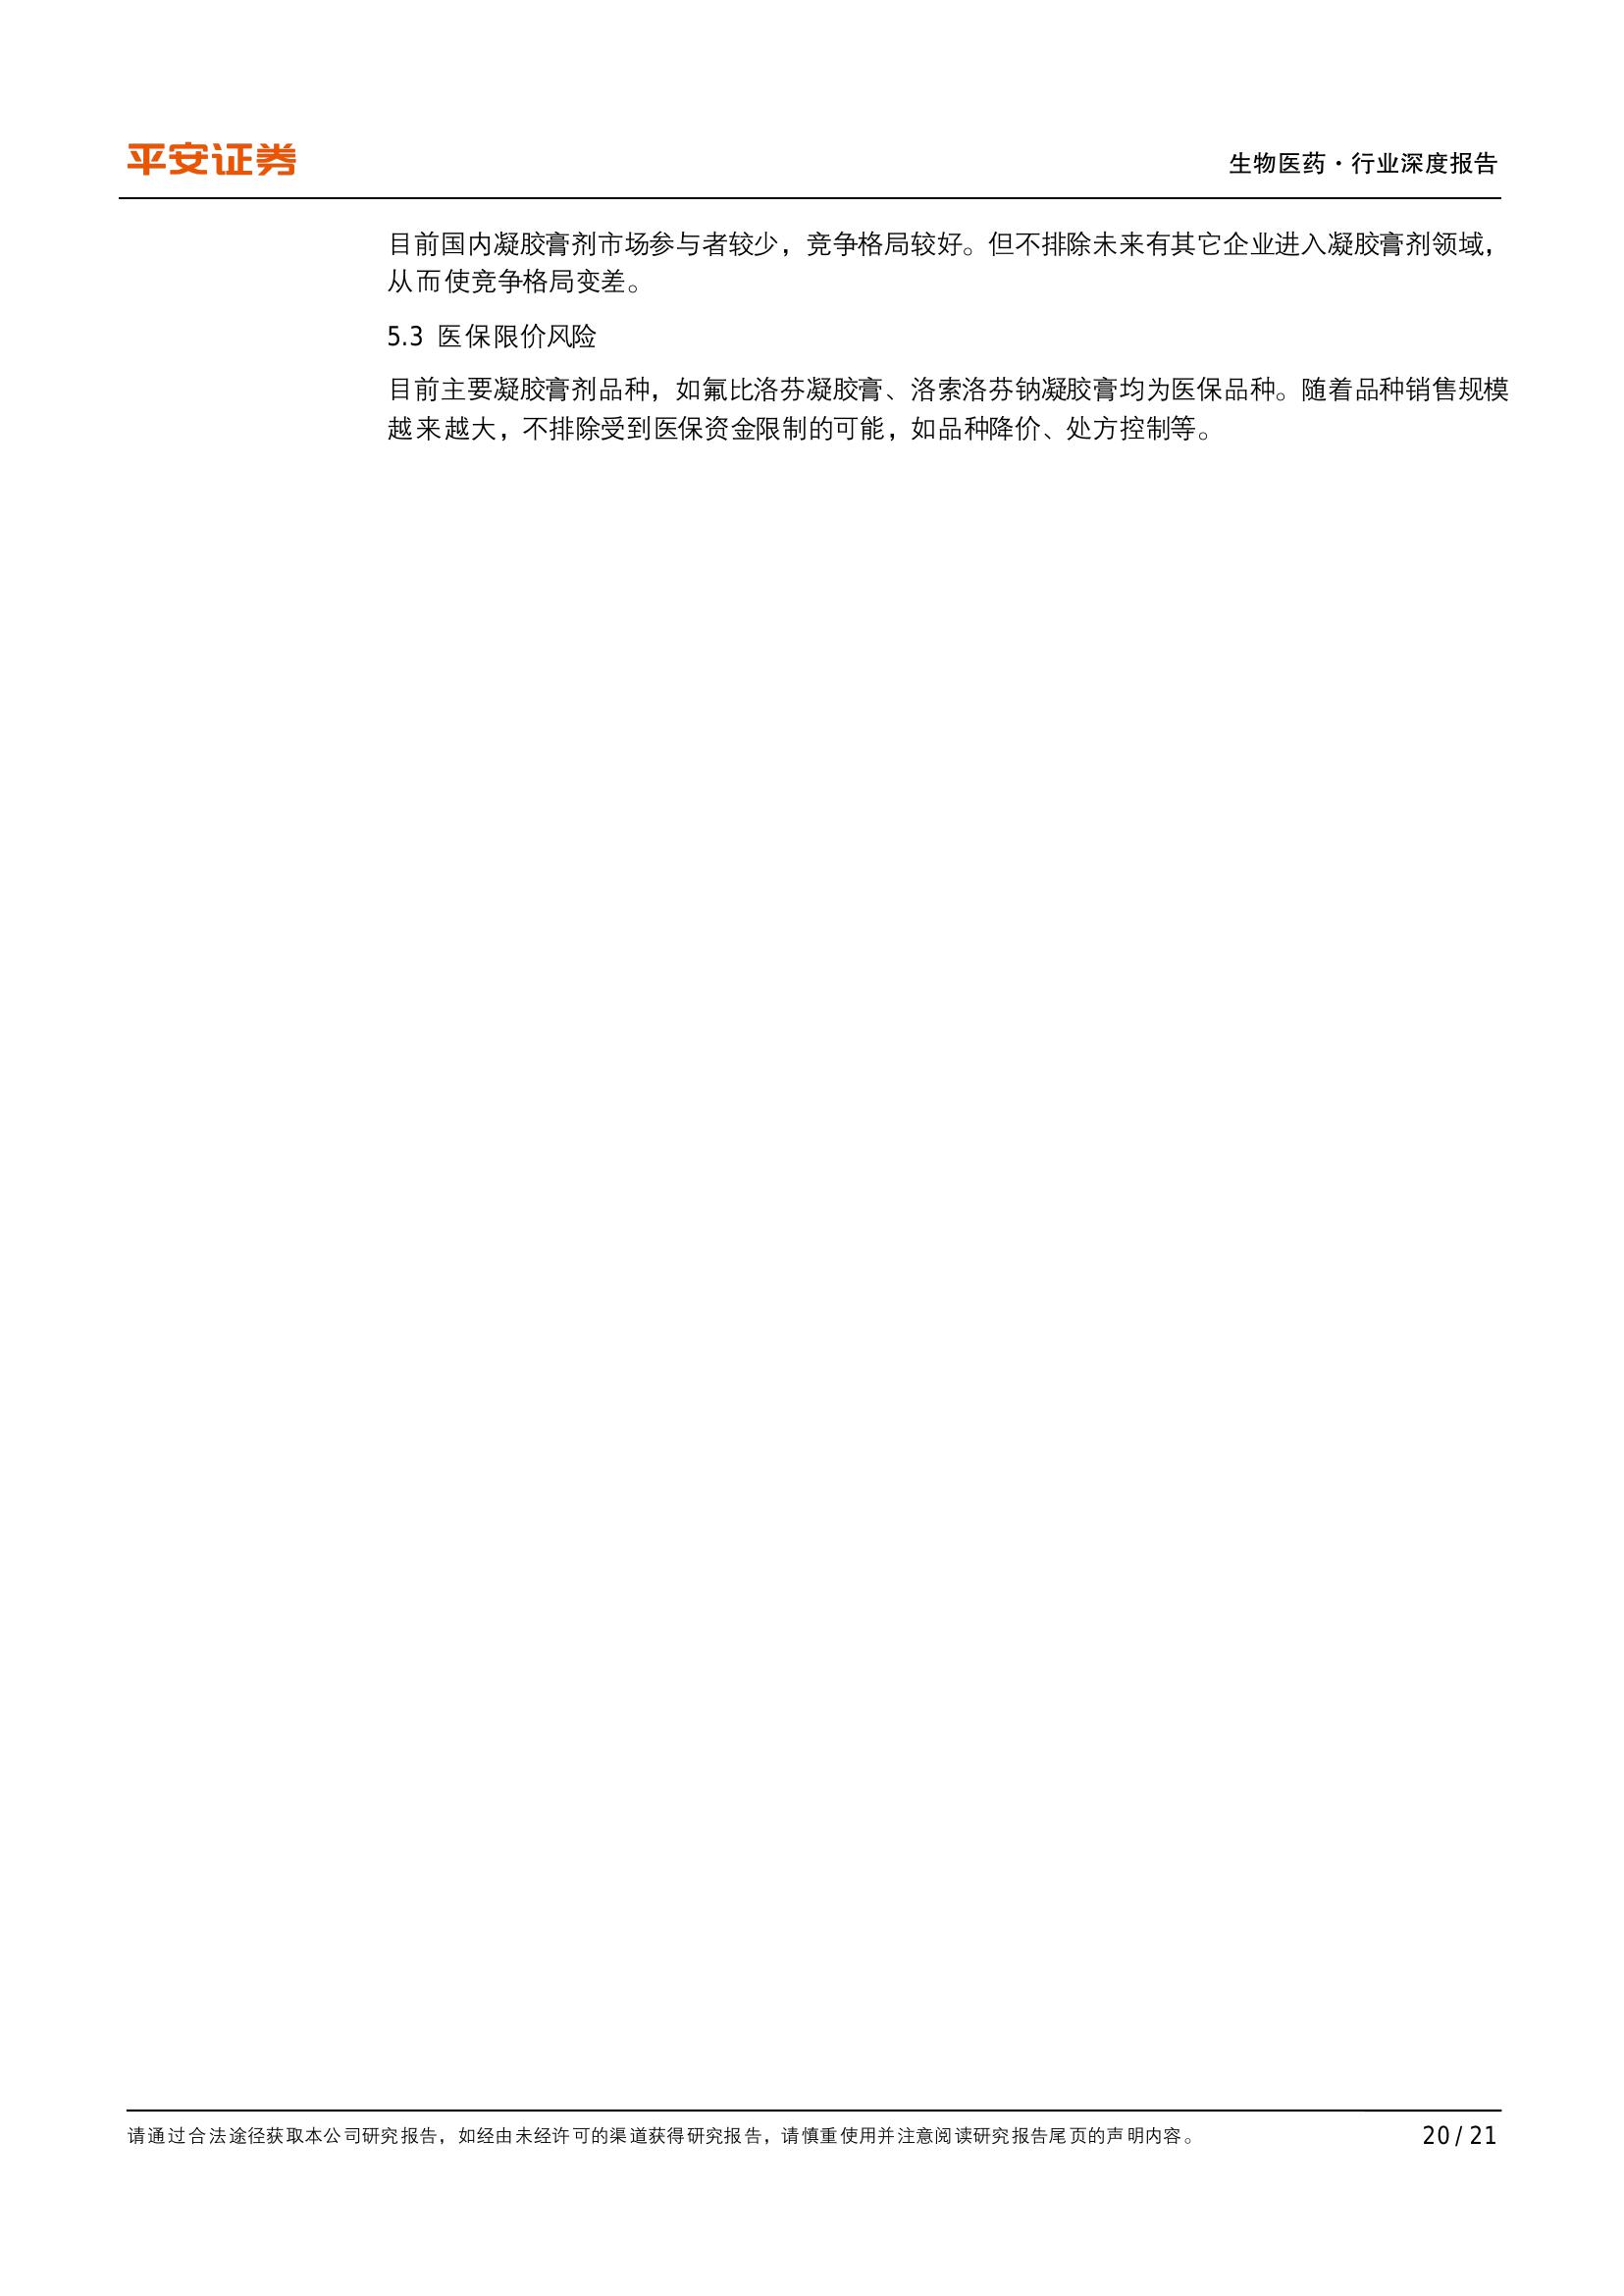 平安证券
生物医药·行业深度报告
目前国内凝胶膏剂市场参与者较少，竞争格局较好。但不排除未来有其它企业进入凝胶膏剂领域，
从而使竞争格局变差。
5.3 医保限价风险
目前主要凝胶膏剂品种，如氟比洛芬凝胶膏、洛索洛芬钠凝胶膏均为医保品种。随着品种销售规模
越来越大，不排除受到医保资金限制的可能，如品种降价、处方控制等。
请通过合法途径获取本公司研究报告，如经由未经许可的渠道获得研究报告，请慎重使用并注意阅读研究报告尾页的声明内容。
20 / 21